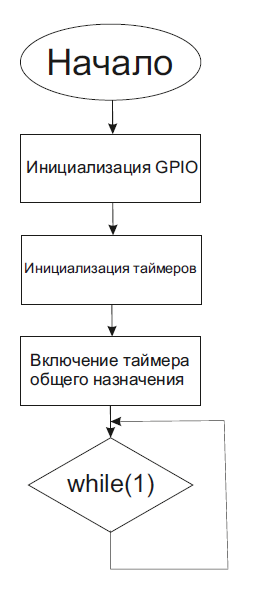 Начало
Инициализация GPIO
Инициализация таймеров
Включение таймера
общего назначения
while(1)